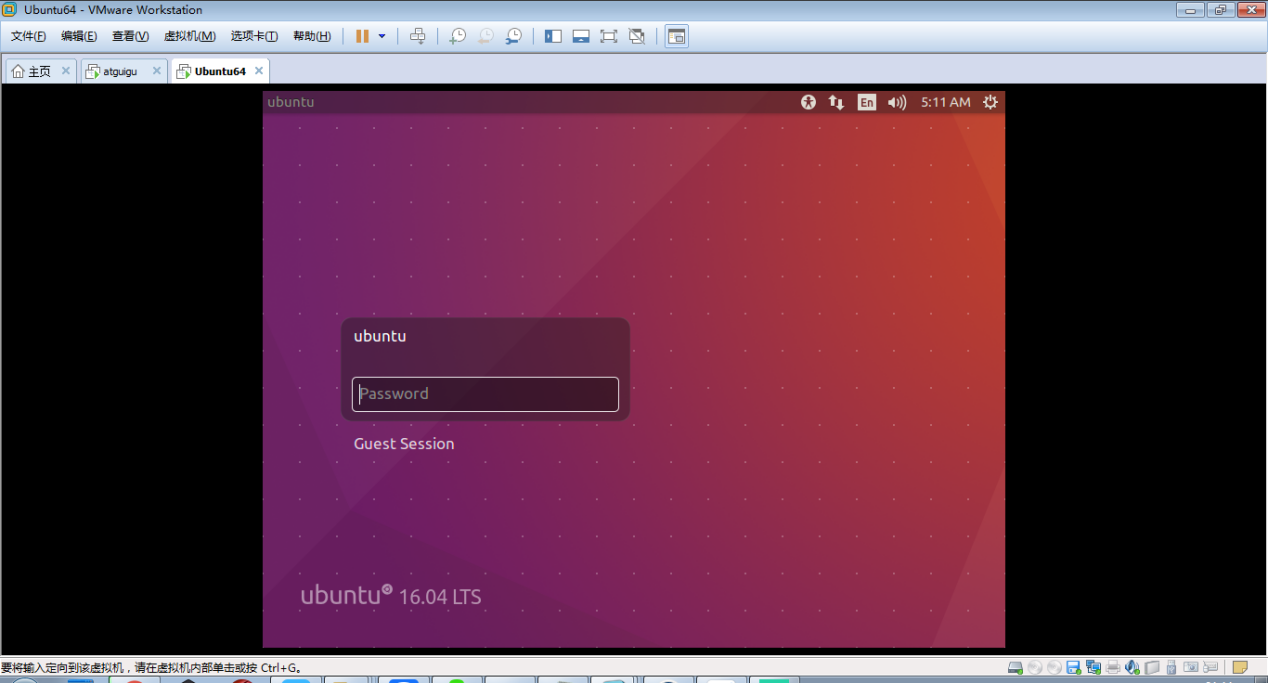 Ubuntu64 - VMware Workstation
文件(F) 编辑(E) 查看(V) 虚拟机(M) 选项卡(T) 帮助(H)
主页 atguigu Ubuntu64
ubuntu En 5:11 AM
ubuntu
Password
Guest Session
ubuntu® 16.04 LTS
要将输入定向到该虚拟机，请在虚拟机内部单击或按 Ctrl+G。